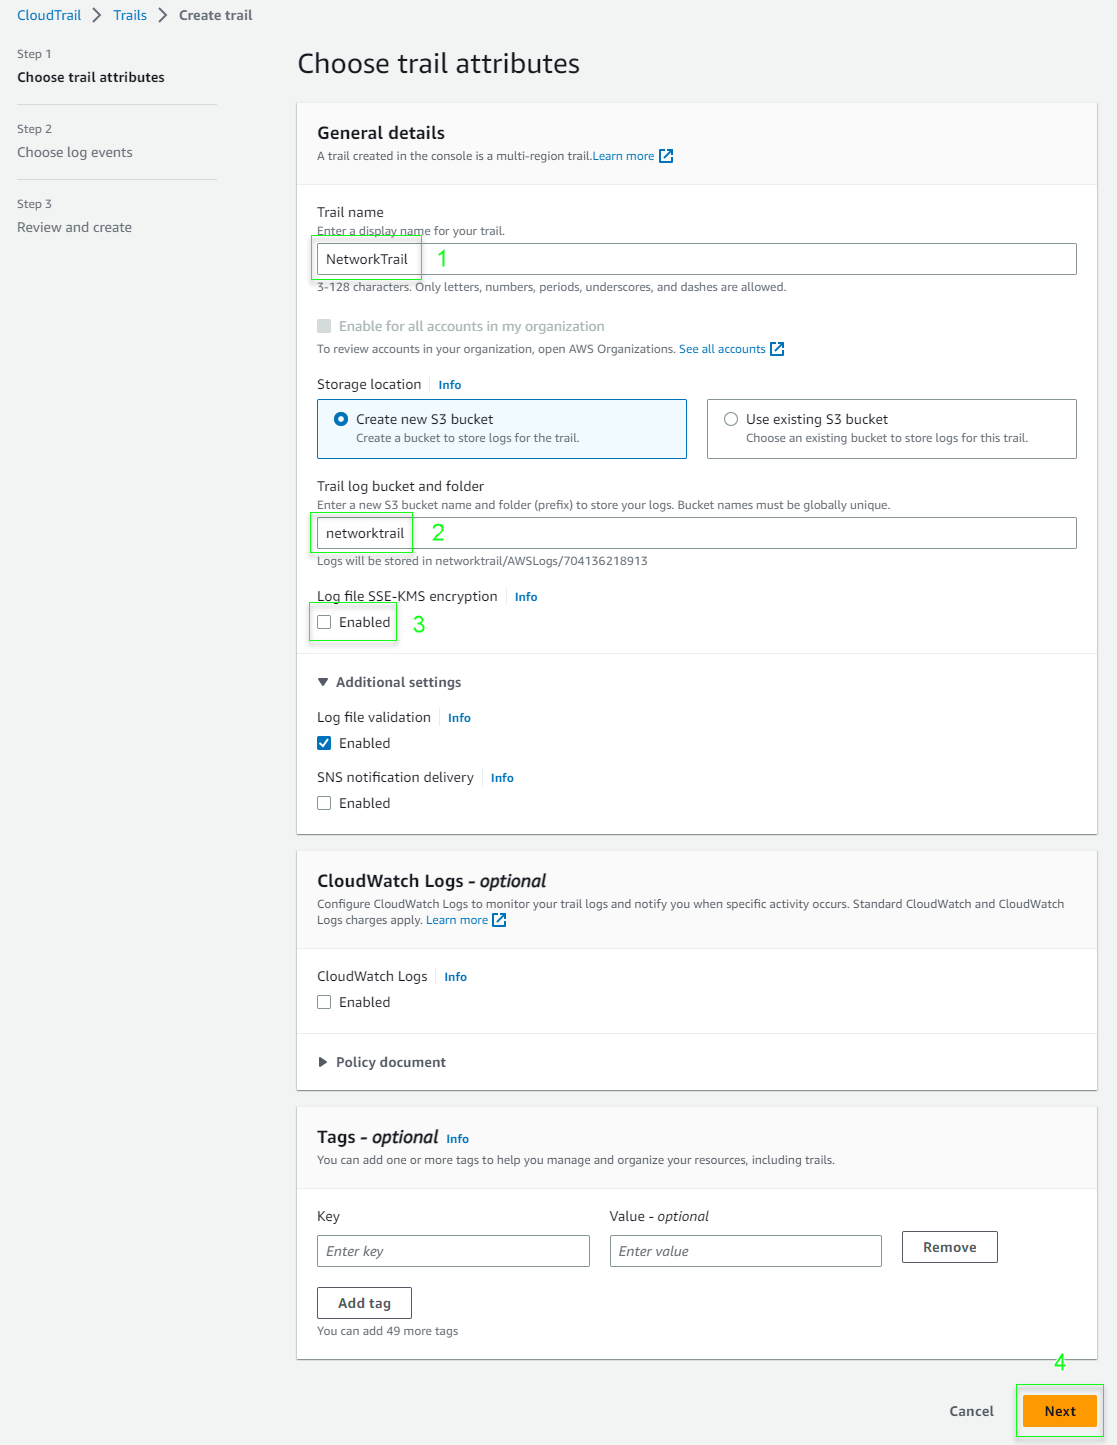 CloudTrail > Trails > Create trail
Step 1
Choose trail attributes
Step 2
Choose log events
Step 3
Review and create
Choose trail attributes
General details
A trail created in the console is a multi-region trail.Learn more
Trail name
Enter a display name for your trail.
NetworkTrail 1
3-128 characters. Only letters, numbers, periods, underscores, and dashes are allowed.
Enable for all accounts in my organization
To review accounts in your organization, open AWS Organizations. See all accounts
Storage location Info
Create new S3 bucket
Create a bucket to store logs for the trail.
Use existing S3 bucket
Choose an existing bucket to store logs for this trail.
Trail log bucket and folder
Enter a new S3 bucket name and folder (prefix) to store your logs. Bucket names must be globally unique.
networktrail 2
Logs will be stored in networktrail/AWSLogs/704136218913
Log file SSE-KMS encryption Info
Enabled 3
Additional settings
Log file validation Info
Enabled
SNS notification delivery Info
Enabled
CloudWatch Logs - optional
Configure CloudWatch Logs to monitor your trail logs and notify you when specific activity occurs. Standard CloudWatch and CloudWatch
Logs charges apply. Learn more
CloudWatch Logs Info
Enabled
Policy document
Tags - optional Info
You can add one or more tags to help you manage and organize your resources, including trails.
Key
Value - optional
Enter key
Enter value
Remove
Add tag
You can add 49 more tags
4
Cancel
Next